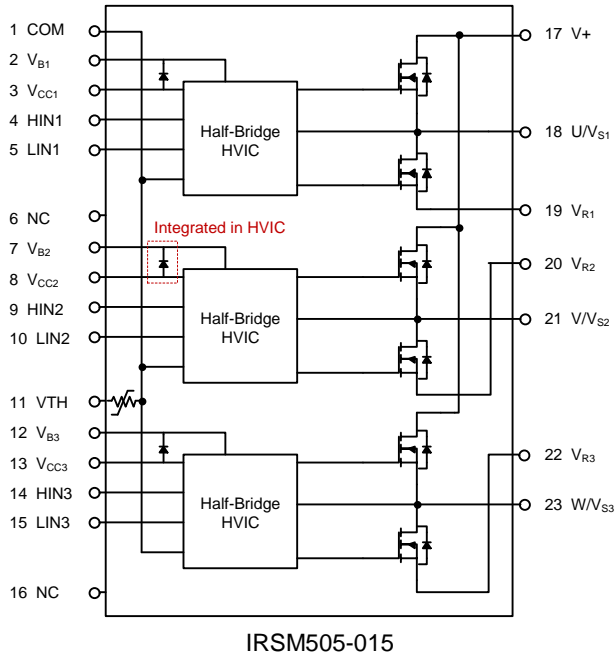 1 COM
2 VB1
3 VCC1
4 HIN1
5 LIN1
6 NC
7 VB2
8 VCC2
9 HIN2
10 LIN2
11 VTH
12 VB3
13 VCC3
14 HIN3
15 LIN3
16 NC
Half-Bridge
HVIC
Integrated in HVIC
Half-Bridge
HVIC
Half-Bridge
HVIC
17 V+
18 U/VS1
19 VR1
20 VR2
21 V/VS2
22 VR3
23 W/VS3
IRSM505-015